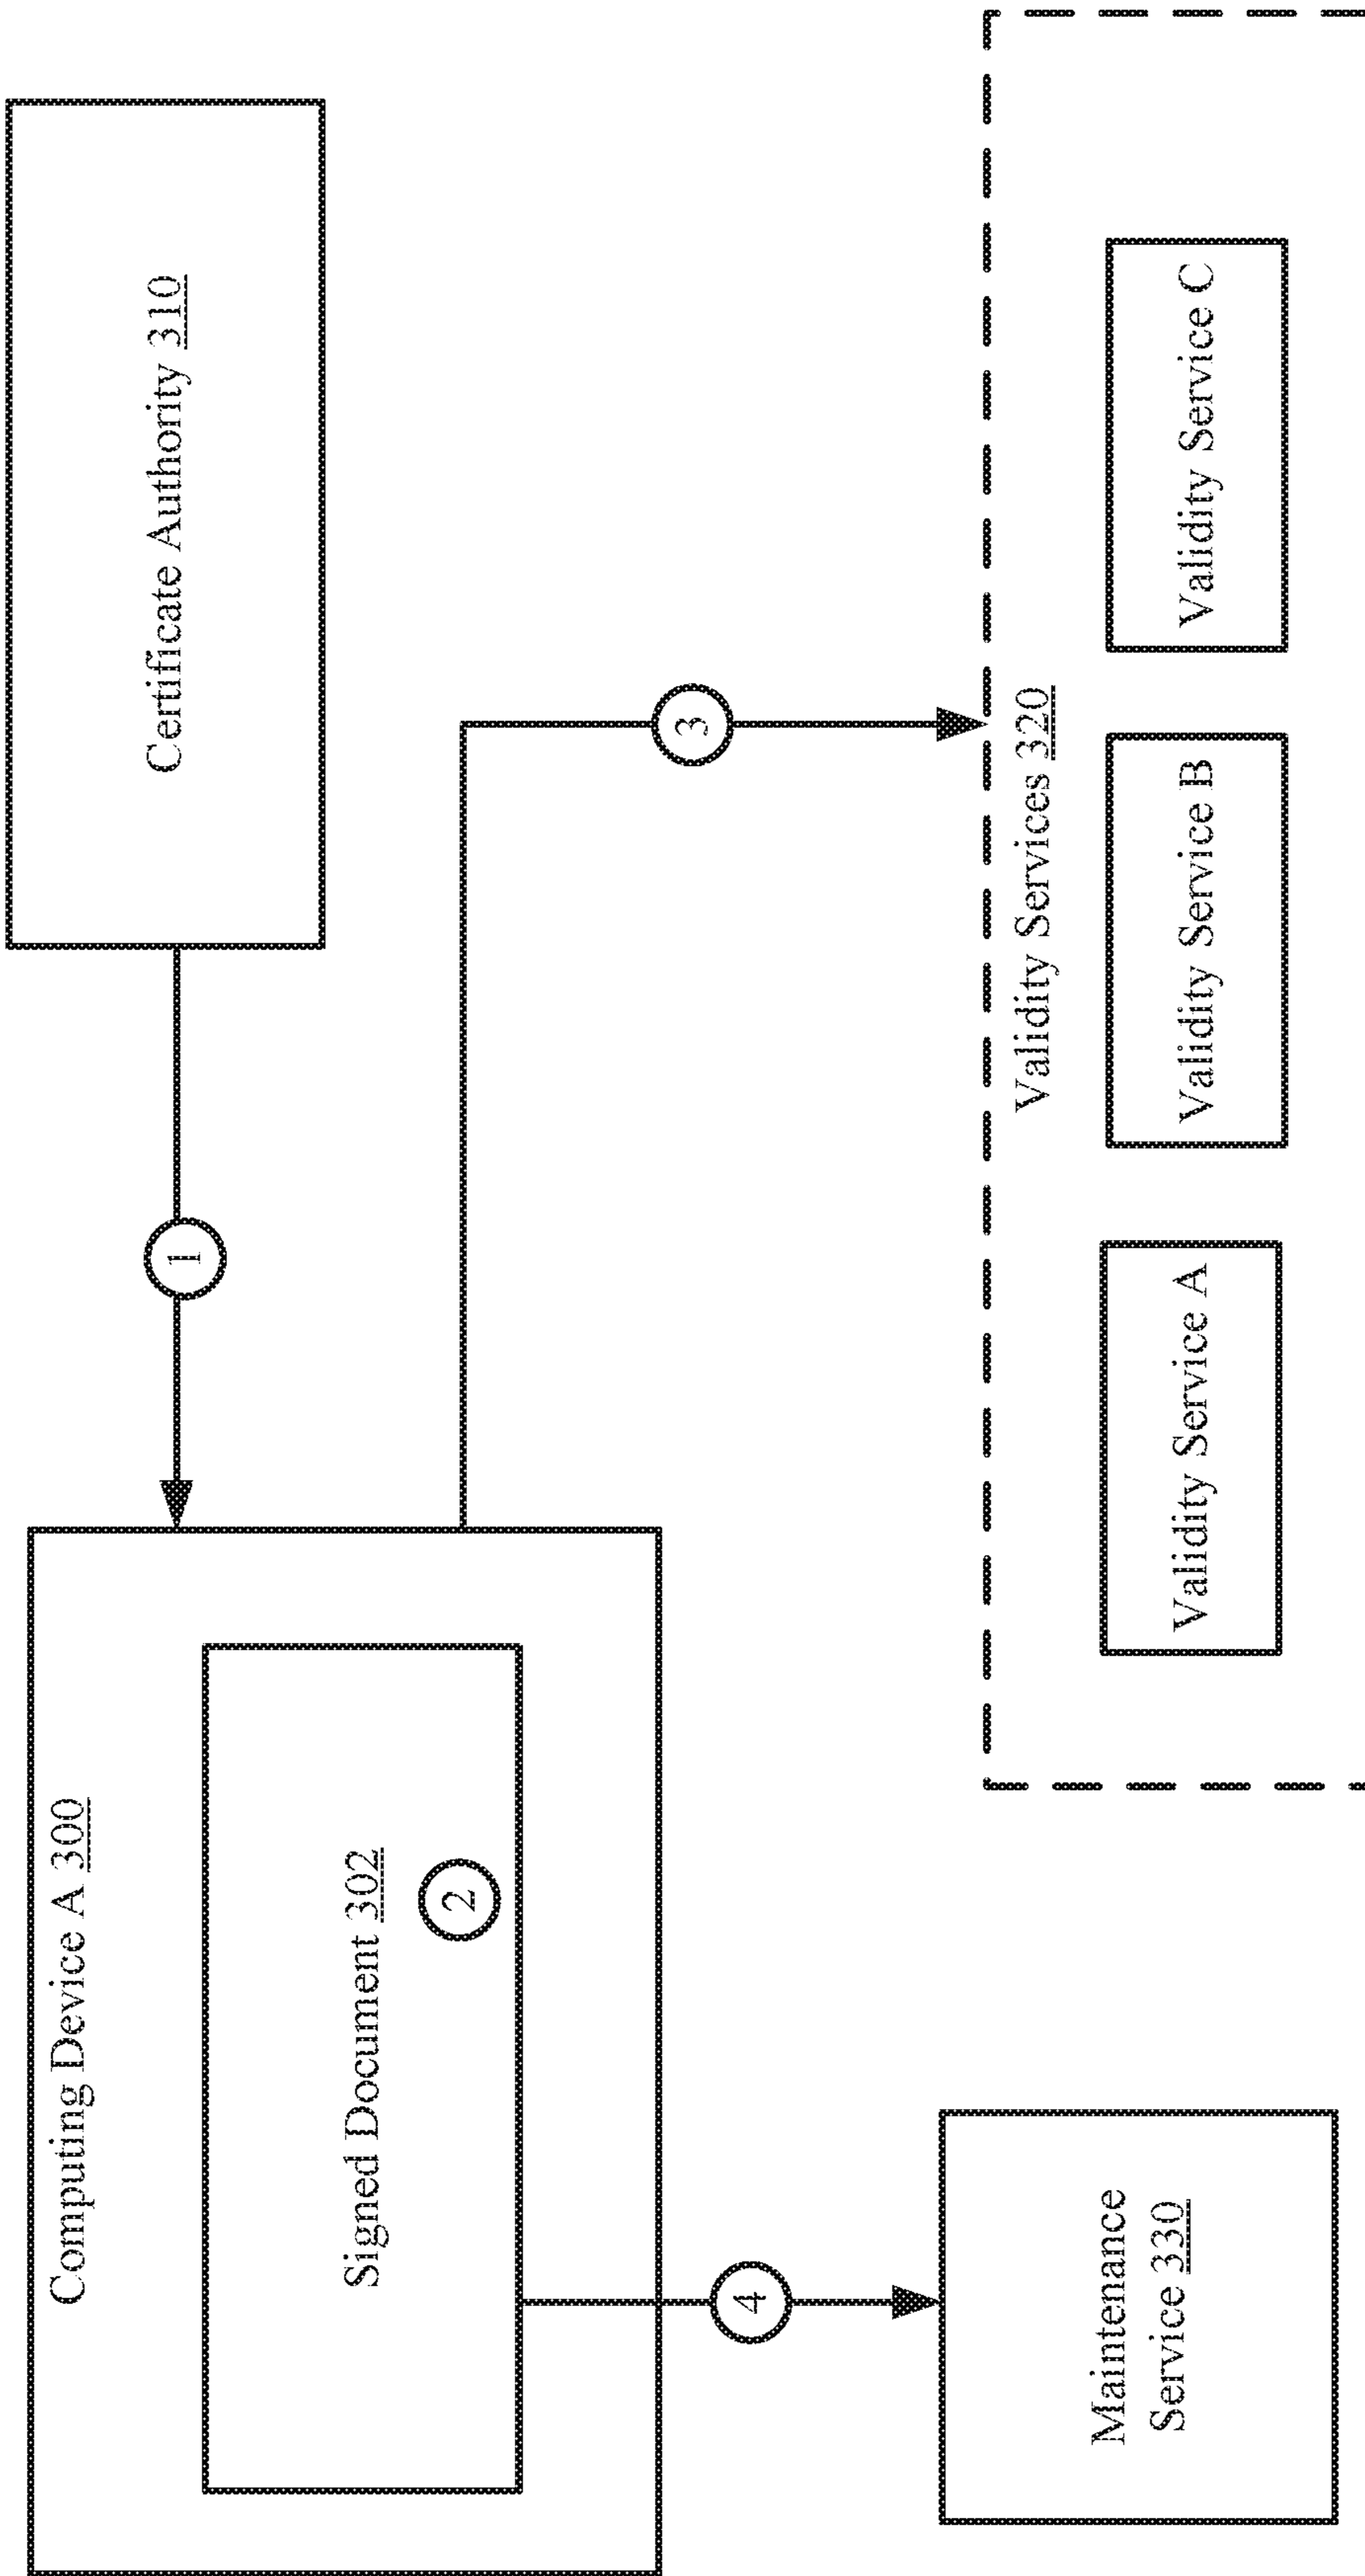 Computing Device A 300
Signed Document 302
2
1
Certificate Authority 310
3
4
Maintenance
Service 330
Validity Services 320
Validity Service A
Validity Service B
Validity Service C